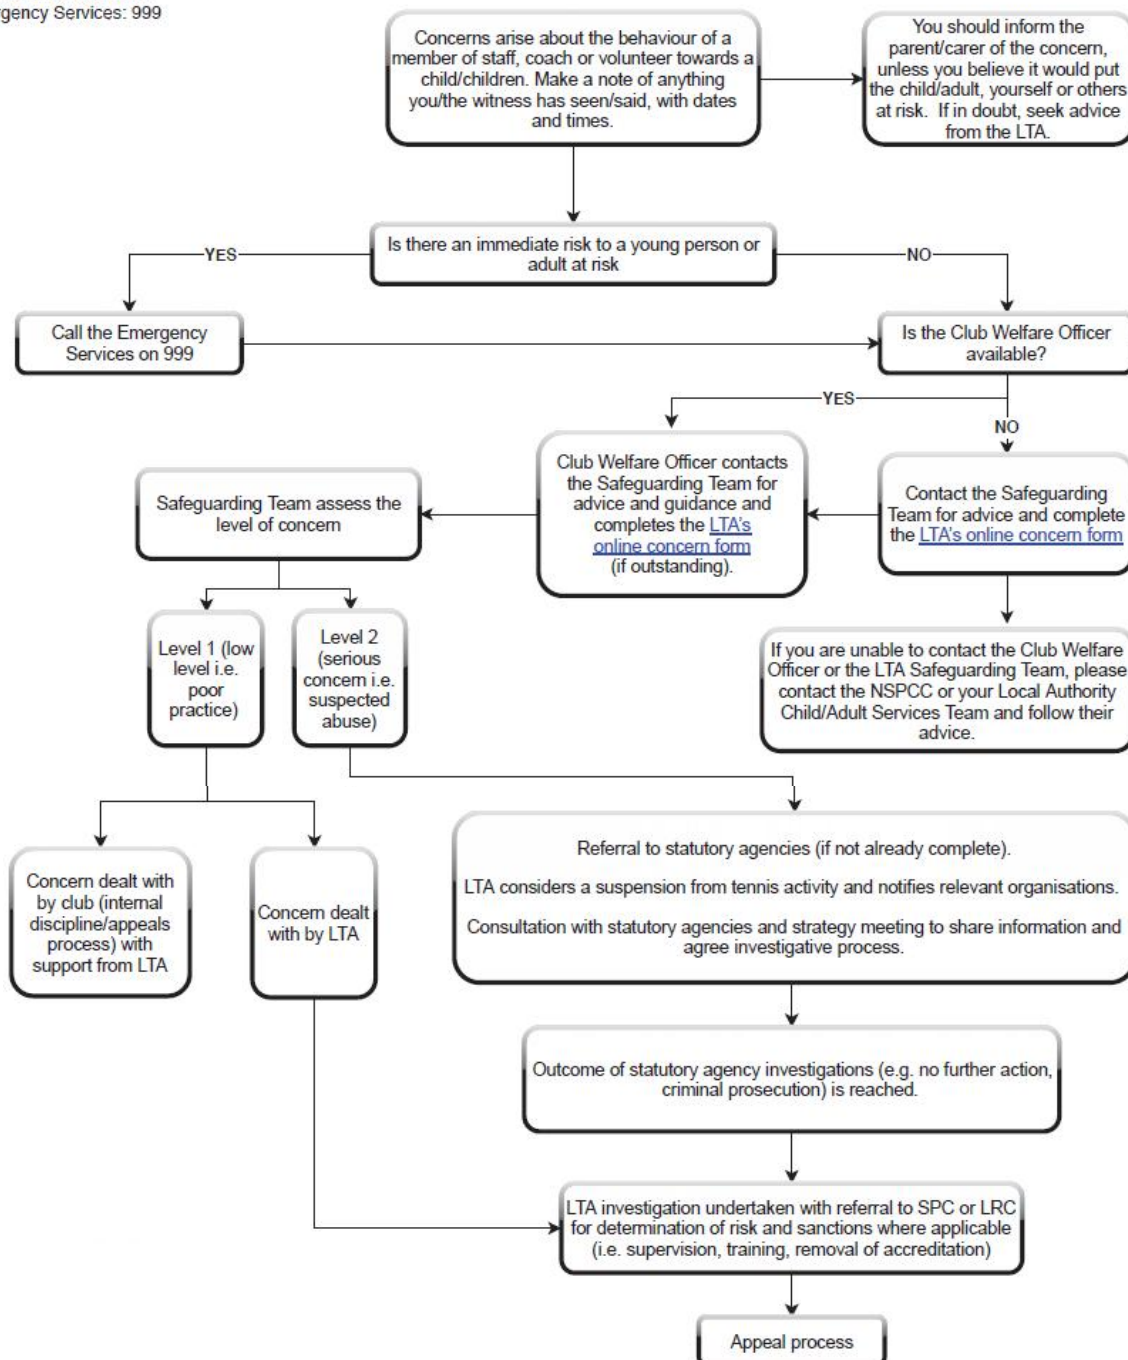 rgency Services: 999
Concerns arise about the behaviour of a
member of staff, coach or volunteer towards a
child/children. Make a note of anything
you/the witness has seen/said, with dates
and times.
You should inform the
parent/carer of the concern,
unless you believe it would put
the child/adult, yourself or others
at risk. If in doubt, seek advice
from the LTA.
Is there an immediate risk to a young person or
adult at risk
YES
NO
Call the Emergency
Services on 999
Is the Club Welfare Officer
available?
YES
NO
Club Welfare Officer contacts
the Safeguarding Team for
advice and guidance and
completes the LTA's
online concern form
(if outstanding).
Contact the Safeguarding
Team for advice and complete
the LTA's online concern form
Safeguarding Team assess the
level of concern
If you are unable to contact the Club Welfare
Officer or the LTA Safeguarding Team, please
contact the NSPCC or your Local Authority
Child/Adult Services Team and follow their
advice.
Level 1 (low
level i.e.
poor
practice)
Level 2
(serious
concern i.e.
suspected
abuse)
Concern dealt with
by club (internal
discipline/appeals
process) with
support from LTA
Concern dealt
with by LTA
Referral to statutory agencies (if not already complete).
LTA considers a suspension from tennis activity and notifies relevant organisations.
Consultation with statutory agencies and strategy meeting to share information and
agree investigative process.
Outcome of statutory agency investigations (e.g. no further action,
criminal prosecution) is reached.
LTA investigation undertaken with referral to SPC or LRC
for determination of risk and sanctions where applicable
(i.e. supervision, training, removal of accreditation)
Appeal process